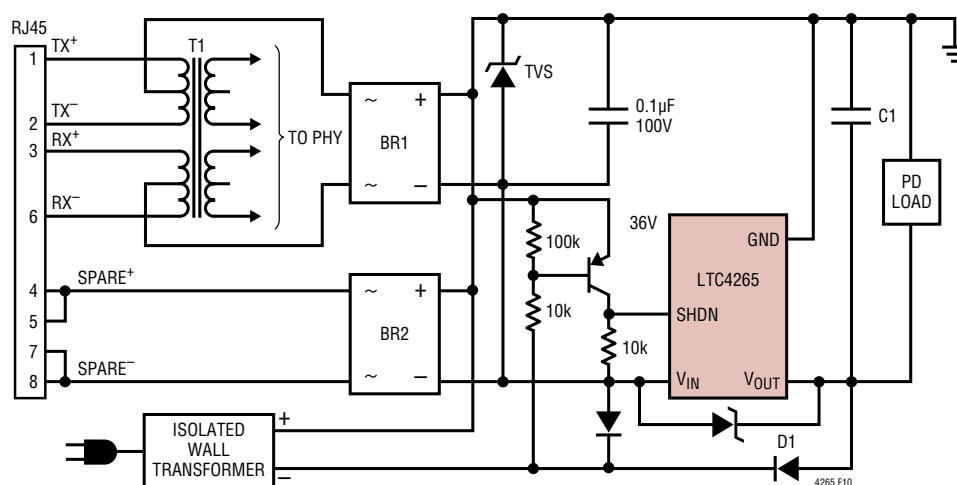 RJ45
TX+
T1
1
TVS
~ +
0.1µF
100V
C1
TX–
2
RX+
3
TO PHY
BR1
PD
LOAD
~ –
RX–
6
36V
100k
GND
LTC4265
SPARE+
4
~ +
10k
SHDN
5
BR2
10k
7
SPARE–
8
~ –
VIN VOUT
+
ISOLATED
WALL
TRANSFORMER
D1
–
4265 F10